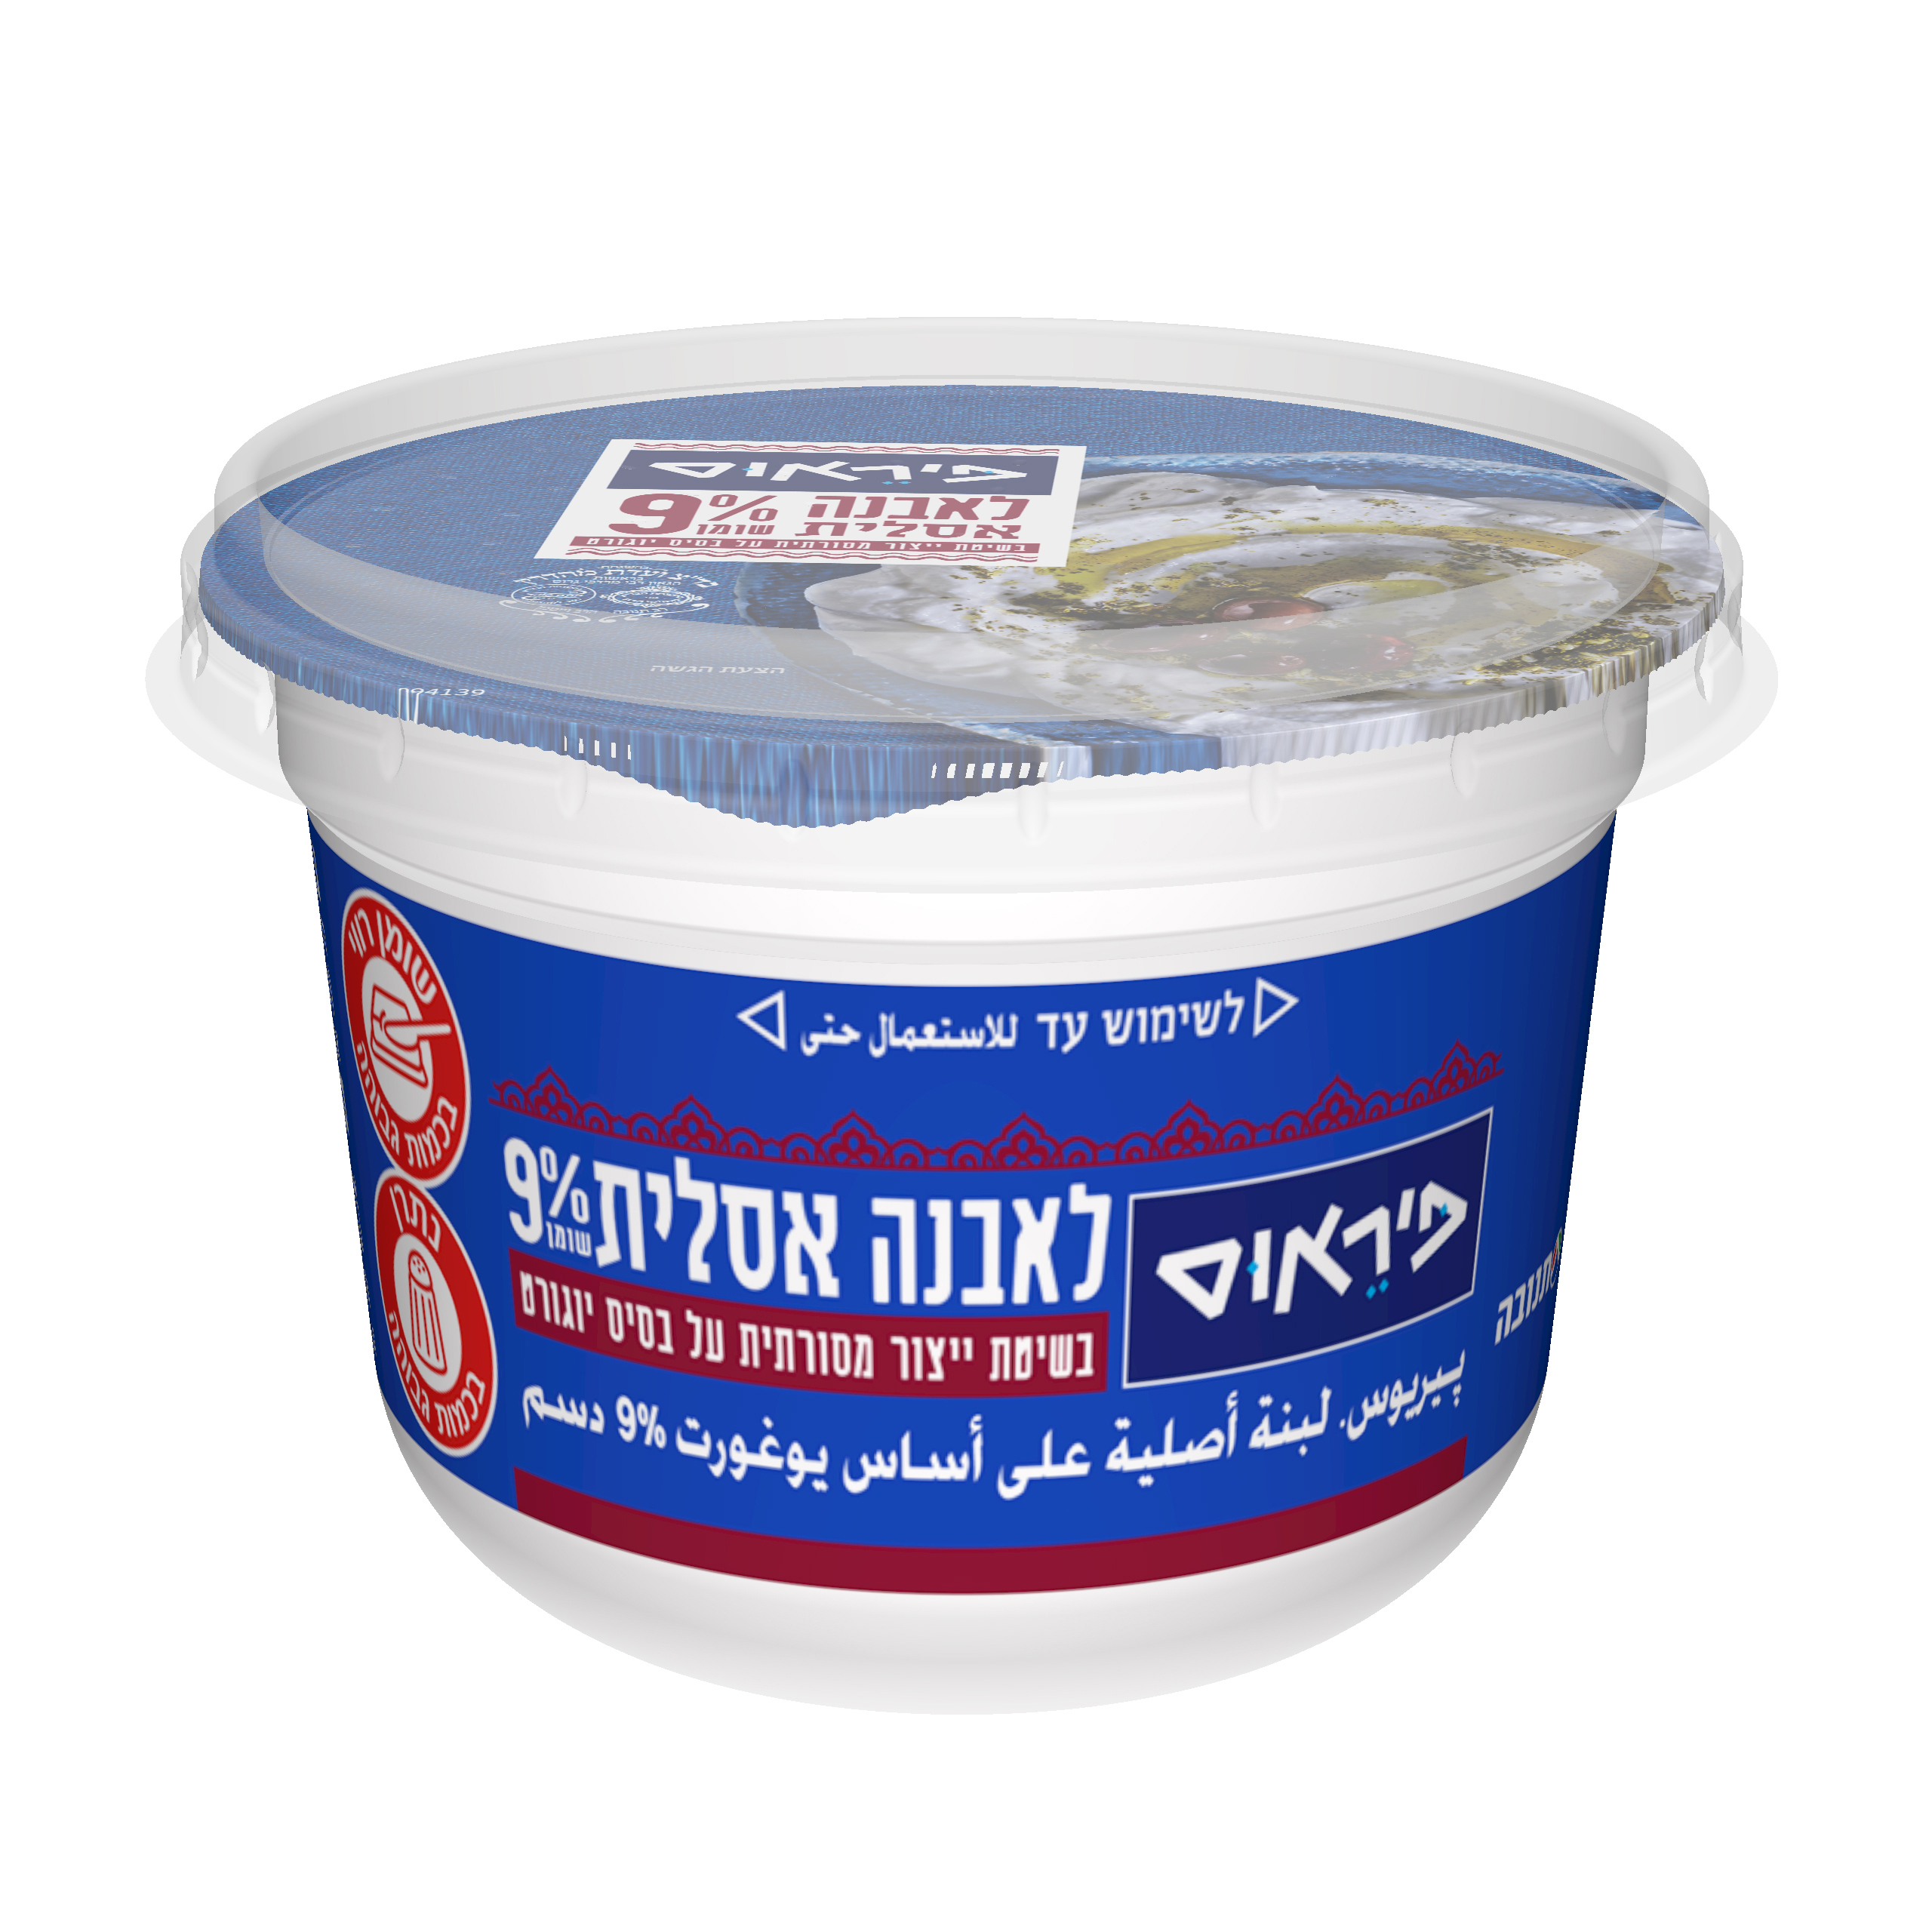 פיראוס
לאבנה
אסלית
9%
שומן
בשיטת ייצור מסורתית על בסיס יוגורט
הצעת הגשה
לשימוש עד للاستعمال حتى
שומן רווי
בכמות גבוהה
נתרן
בכמות גבוהה
פיראוס
לאבנה אסלית 9%
שומן
בשיטת ייצור מסורתית על בסיס יוגורט
پيريوس. لبنة أصلية على أساس يوغورت 9% دسم
תנובה